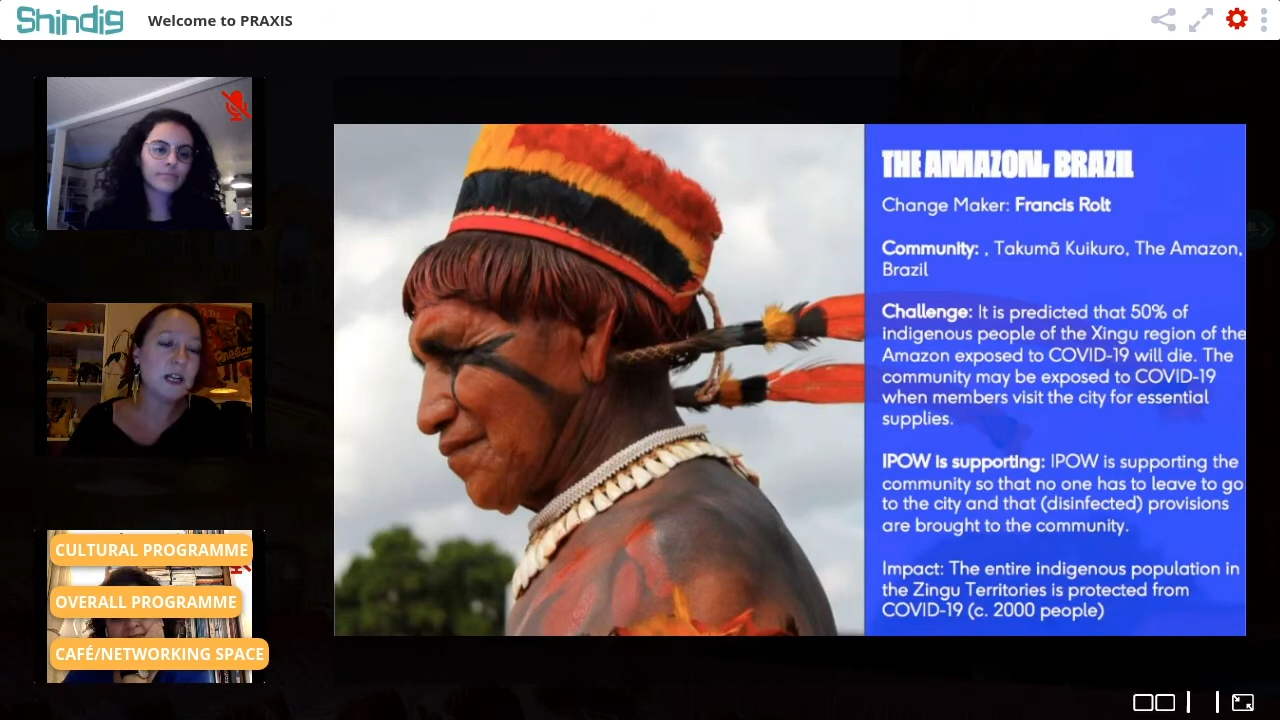 Shindig
Welcome to PRAXIS
THE AMAZON, BRAZIL
Change Maker: Francis Rolt
Community: , Takumã Kuikuro, The Amazon,
Brazil
Challenge: It is predicted that 50% of
indigenous people of the Xingu region of the
Amazon exposed to COVID-19 will die. The
community may be exposed to COVID-19
when members visit the city for essential
supplies.
IPOW is supporting: IPOW is supporting the
community so that no one has to leave to go
to the city and that (disinfected) provisions
are brought to the community.
Impact: The entire indigenous population in
the Zingu Territories is protected from
COVID-19 (c. 2000 people)
CULTURAL PROGRAMME
OVERALL PROGRAMME
CAFÉ/NETWORKING SPACE